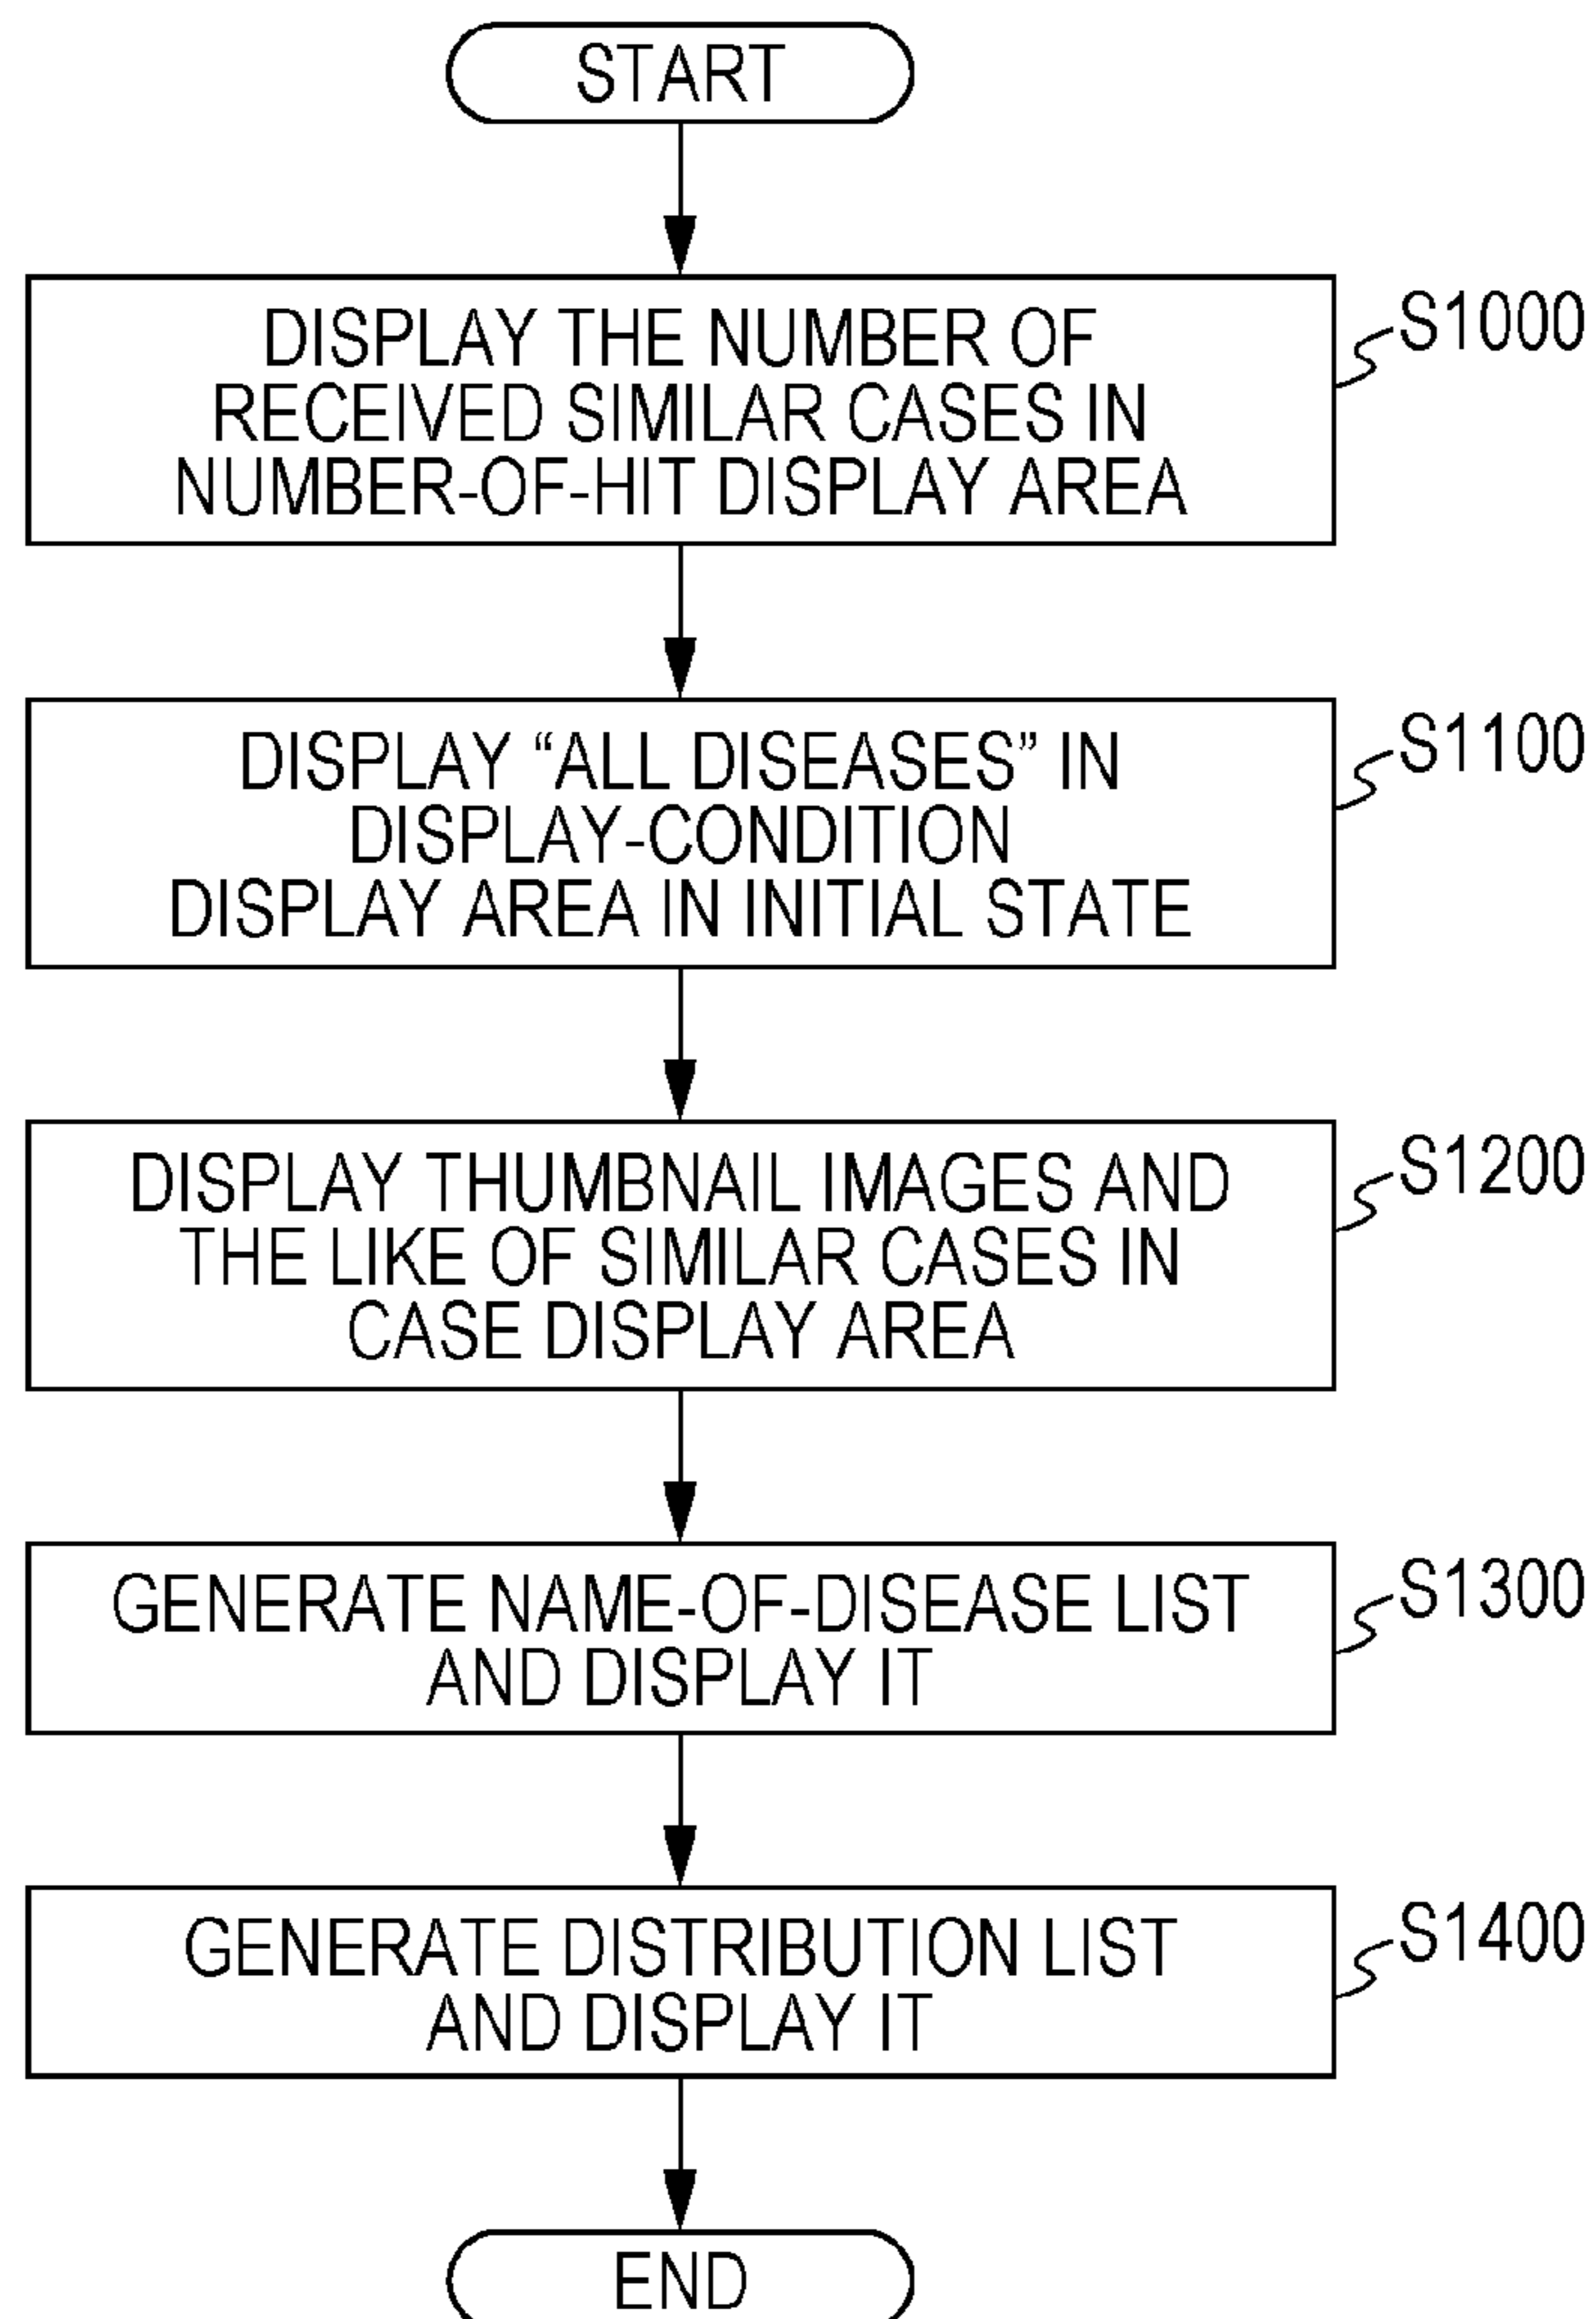 START
DISPLAY THE NUMBER OF
RECEIVED SIMILAR CASES IN
NUMBER-OF-HIT DISPLAY AREA
S1000
DISPLAY “ALL DISEASES” IN
DISPLAY-CONDITION
DISPLAY AREA IN INITIAL STATE
S1100
DISPLAY THUMBNAIL IMAGES AND
THE LIKE OF SIMILAR CASES IN
CASE DISPLAY AREA
S1200
GENERATE NAME-OF-DISEASE LIST
AND DISPLAY IT
S1300
GENERATE DISTRIBUTION LIST
AND DISPLAY IT
S1400
END